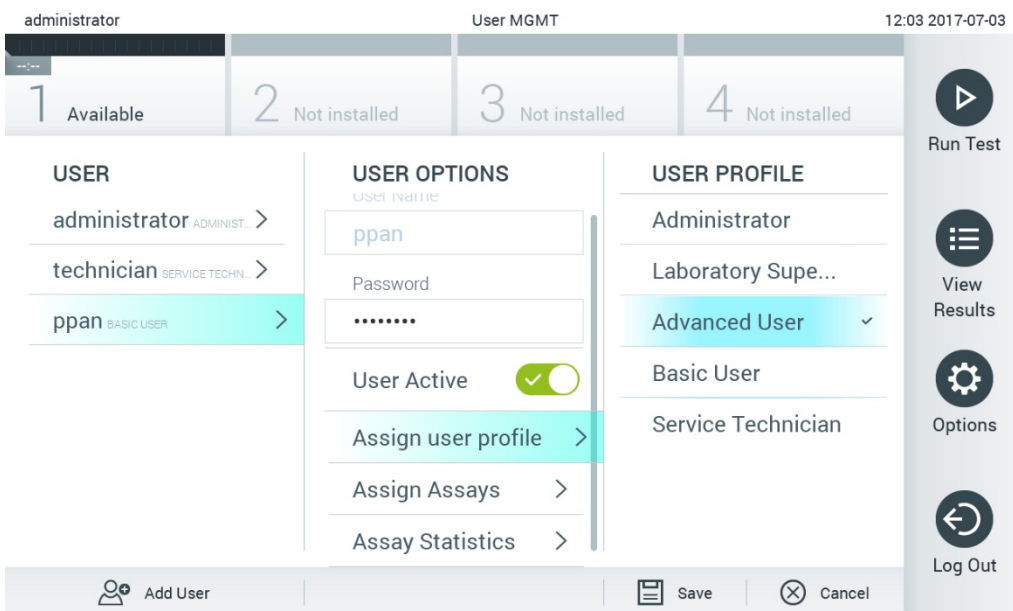 administrator
User MGMT
12:03 2017-07-03
--:--
1 Available
2 Not installed
3 Not installed
4 Not installed
USER
administrator ADMINIST...
technician SERVICE TECHN...
ppan BASIC USER
USER OPTIONS
User Name
ppan
Password
••••••••
User Active
Assign user profile
Assign Assays
Assay Statistics
USER PROFILE
Administrator
Laboratory Supe...
Advanced User
Basic User
Service Technician
Run Test
View
Results
Options
Log Out
Add User
Save
Cancel